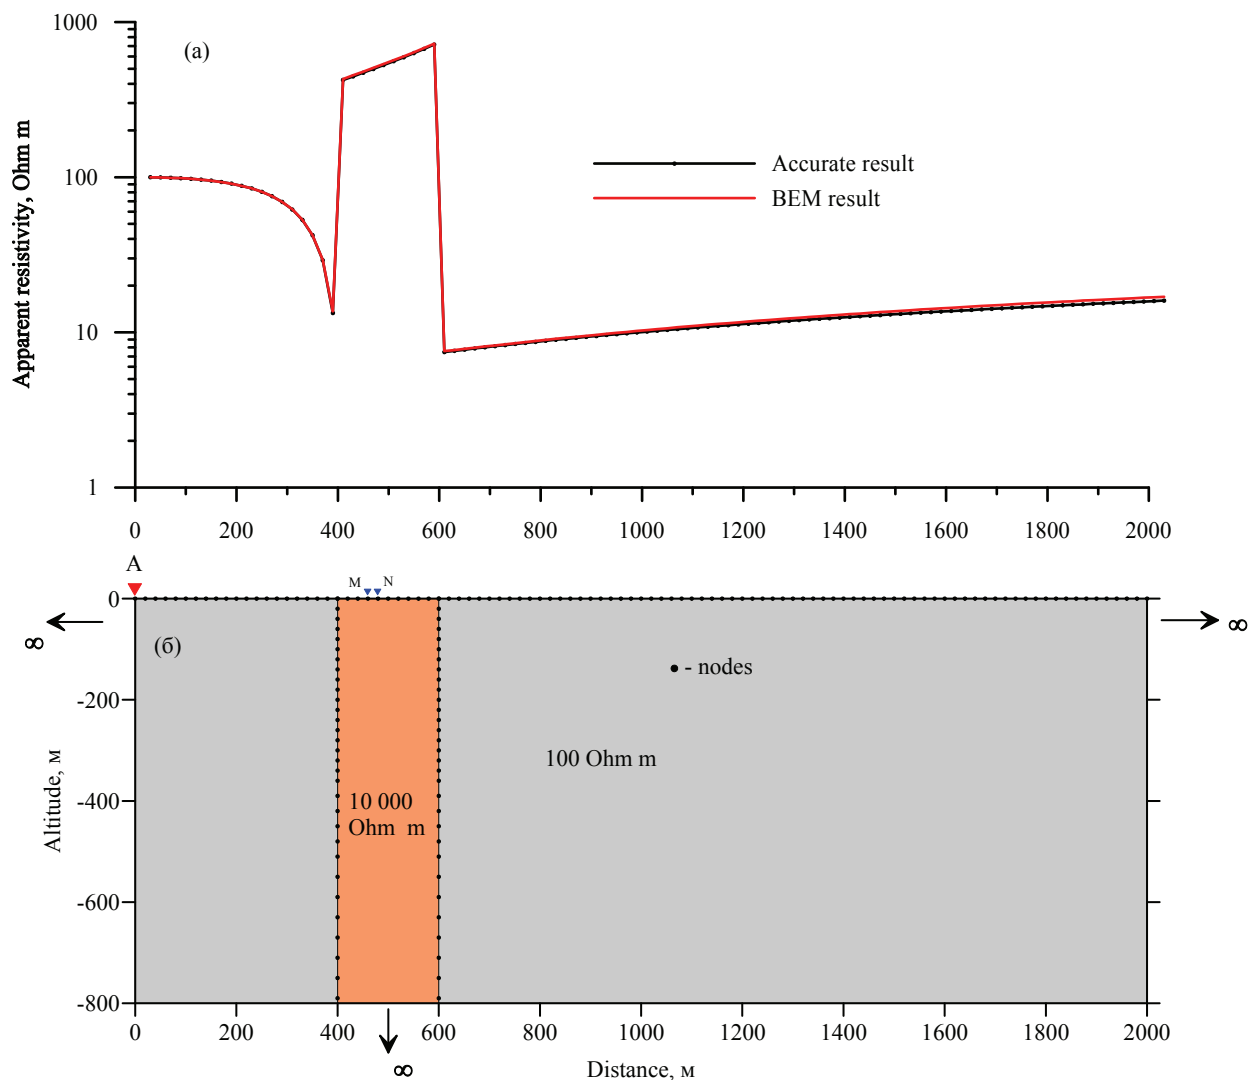 1000
(a)
Apparent resistivity, Ohm m
Accurate result
100
BEM result
10
1
0 200 400 600 800 1000 1200 1400 1600 1800 2000
A
M N
0
∞ ∞
(б)
- nodes
-200
100 Ohm m
Altitude, м
-400
10 000
Ohm m
-600
-800
0 200 400 600 800 1000 1200 1400 1600 1800 2000
∞
Distance, м